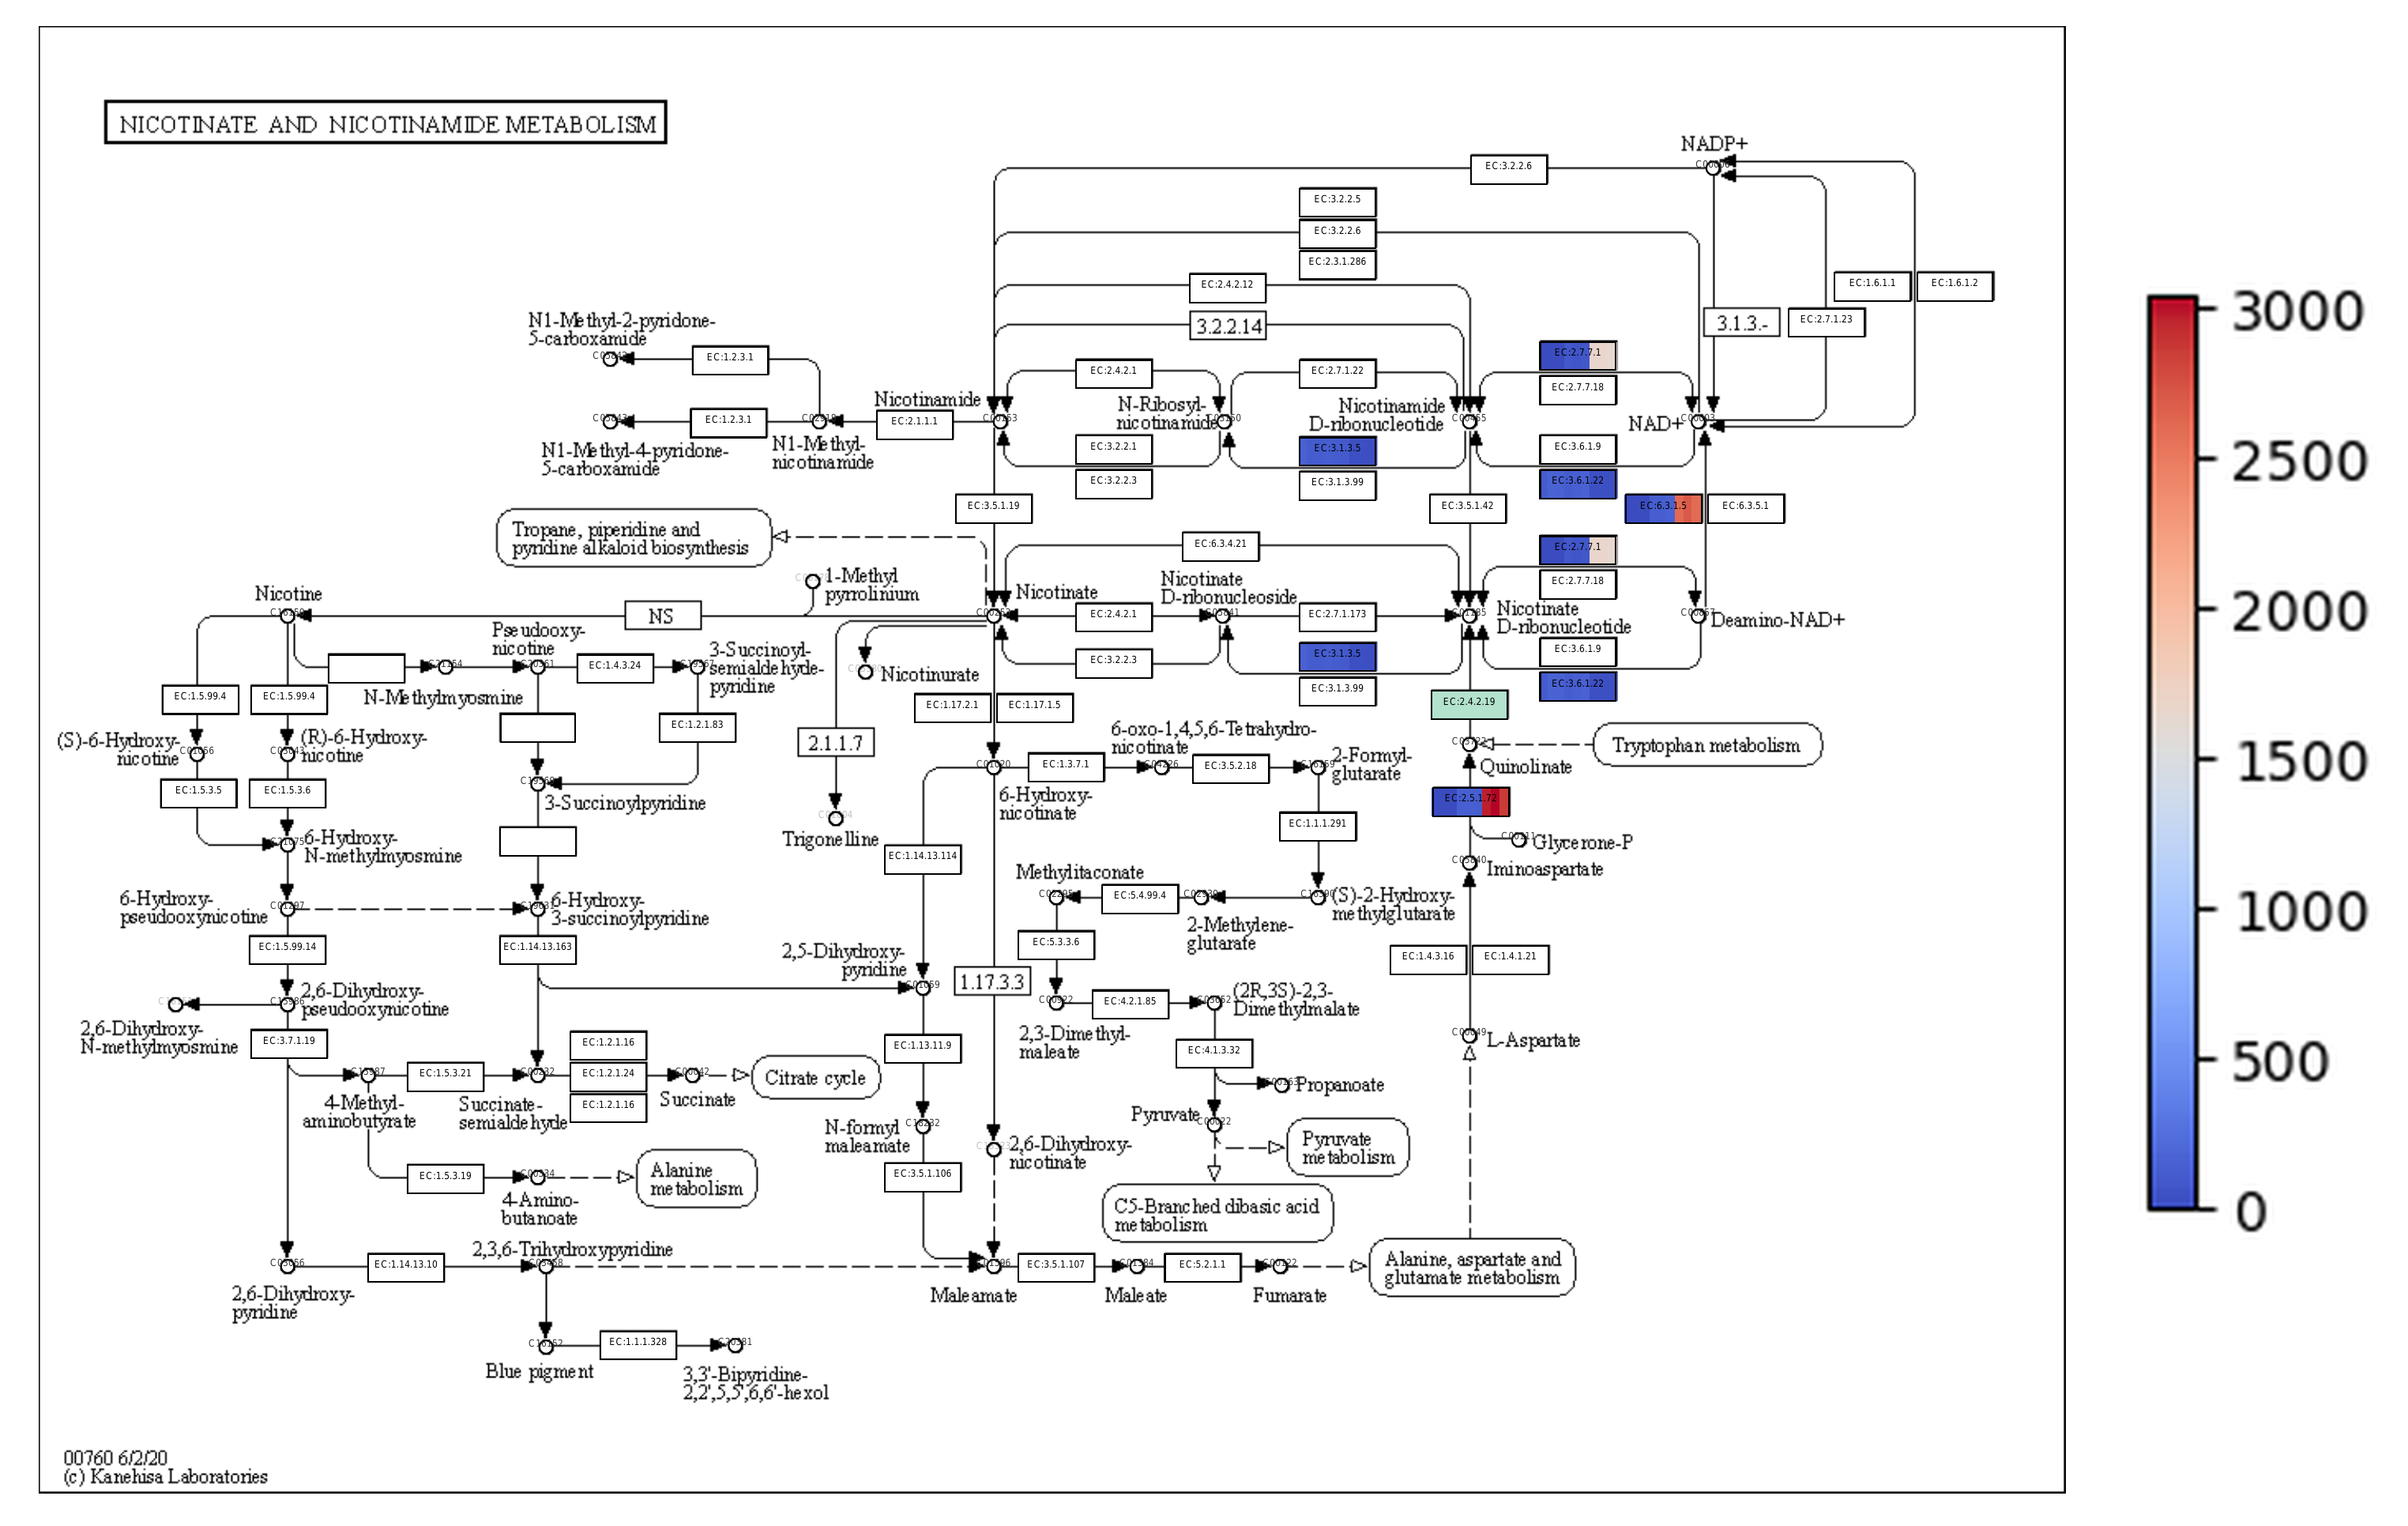 NICOTINATE AND NICOTINAMIDE METABOLISM
NADP+
EC:3.2.2.6
EC:3.2.2.5
EC:3.2.2.6
EC:2.3.1.286
EC:1.6.1.1
EC:1.6.1.2
EC:2.4.2.12
3.2.2.14
3.1.3.-
EC:2.7.1.23
N1-Methyl-2-pyridone-
5-carboxamide
EC:1.2.3.1
EC:2.4.2.1
EC:2.7.1.22
EC:2.7.7.1
EC:2.7.7.18
Nicotinamide
N-Ribosyl-
nicotinamide
Nicotinamide
D-ribonucleotide
NAD+
EC:1.2.3.1
EC:2.1.1.1
N1-Methyl-4-pyridone-
5-carboxamide
N1-Methyl-
nicotinamide
EC:3.2.2.1
EC:3.2.2.3
EC:3.1.3.5
EC:3.1.3.99
EC:3.6.1.9
EC:3.6.1.22
EC:3.5.1.19
EC:3.5.1.42
EC:6.3.1.5
EC:6.3.5.1
Tropane, piperidine and
pyridine alkaloid biosynthesis
EC:6.3.4.21
EC:2.7.7.1
EC:2.7.7.18
1-Methyl
pyrrolinium
Nicotine
NS
Nicotinate
Nicotinate
D-ribonucleoside
EC:2.4.2.1
EC:2.7.1.173
Nicotinate
D-ribonucleotide
Deamino-NAD+
Pseudooxy-
nicotine
EC:1.4.3.24
3-Succinoyl-
semialdehyde-
pyridine
Nicotinurate
EC:3.2.2.3
EC:3.1.3.5
EC:3.1.3.99
EC:3.6.1.9
EC:3.6.1.22
N-Methylmyosmine
EC:1.5.99.4
EC:1.5.99.4
EC:1.2.1.83
EC:1.17.2.1
EC:1.17.1.5
EC:2.4.2.19
(S)-6-Hydroxy-
nicotine
(R)-6-Hydroxy-
nicotine
2.1.1.7
6-oxo-1,4,5,6-Tetrahydro-
nicotinate
EC:1.3.7.1
EC:3.5.2.18
2-Formyl-
glutarate
Quinolinate
Tryptophan metabolism
EC:1.5.3.5
EC:1.5.3.6
3-Succinoylpyridine
Trigonelline
6-Hydroxy-
nicotinate
EC:1.1.1.291
EC:2.5.1.72
Glycerone-P
Iminoaspartate
6-Hydroxy-
N-methylmyosmine
EC:1.14.13.114
Methylitaconate
EC:5.4.99.4
2-Methylene-
glutarate
(S)-2-Hydroxy-
methylglutarate
6-Hydroxy-
pseudooxynicotine
6-Hydroxy-
3-succinoylpyridine
EC:1.5.99.14
EC:1.14.13.163
2,5-Dihydroxy-
pyridine
1.17.3.3
EC:5.3.3.6
EC:1.4.3.16
EC:1.4.1.21
2,6-Dihydroxy-
pseudooxynicotine
2,6-Dihydroxy-
N-methylmyosmine
EC:4.2.1.85
(2R,3S)-2,3-
Dimethylmalate
2,3-Dimethyl-
maleate
L-Aspartate
EC:3.7.1.19
EC:1.5.3.21
EC:1.2.1.16
EC:1.2.1.24
EC:1.2.1.16
EC:1.13.11.9
EC:4.1.3.32
Citrate cycle
Propanoate
4-Methyl-
aminobutyrate
Succinate-
semialdehyde
Succinate
Pyruvate
N-formyl
maleamate
2,6-Dihydroxy-
nicotinate
Pyruvate
metabolism
EC:1.5.3.19
Alanine
metabolism
4-Amino-
butanoate
EC:3.5.1.106
C5-Branched dibasic acid
metabolism
EC:1.14.13.10
2,3,6-Trihydroxypyridine
EC:3.5.1.107
EC:5.2.1.1
Alanine, aspartate and
glutamate metabolism
2,6-Dihydroxy-
pyridine
Maleamate
Maleate
Fumarate
EC:1.1.1.328
Blue pigment
3,3'-Bipyridine-
2,2',5,5',6,6'-hexol
00760 6/2/20
(c) Kanehisa Laboratories
3000
2500
2000
1500
1000
500
0